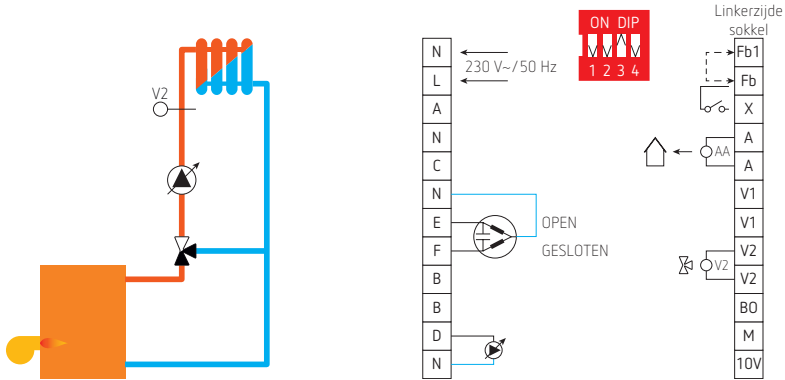 V2
N
L
A
N
C
N
E
F
B
B
D
N
230 V~/50 Hz
OPEN
GESLOTEN
ON DIP
1 2 3 4
Linkerzijde
sokkel
Fb1
Fb
X
A
A
V1
V1
V2
V2
B0
M
10V
AA
V2